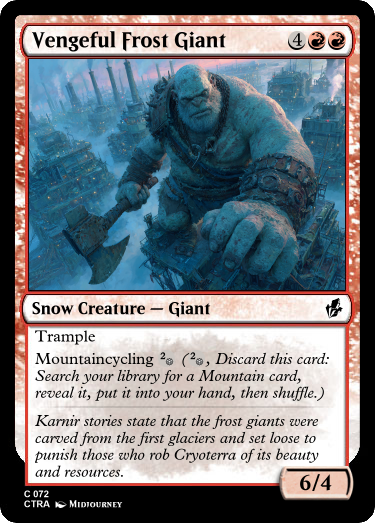 Vengeful Frost Giant 4
Snow Creature — Giant
Trample
Mountaincycling 2 (2, Discard this card:
Search your library for a Mountain card,
reveal it, put it into your hand, then shuffle.)
Karnir stories state that the frost giants were
carved from the first glaciers and set loose to
punish those who rob Cryoterra of its beauty
and resources.
6/4
C 072
CTRA MIDJOURNEY